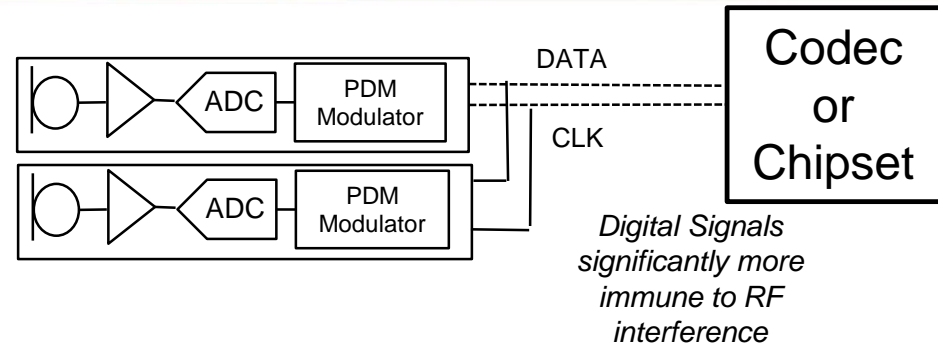 DATA
CLK
ADC
PDM
Modulator
ADC
PDM
Modulator
Codec
or
Chipset
Digital Signals
significantly more
immune to RF
interference